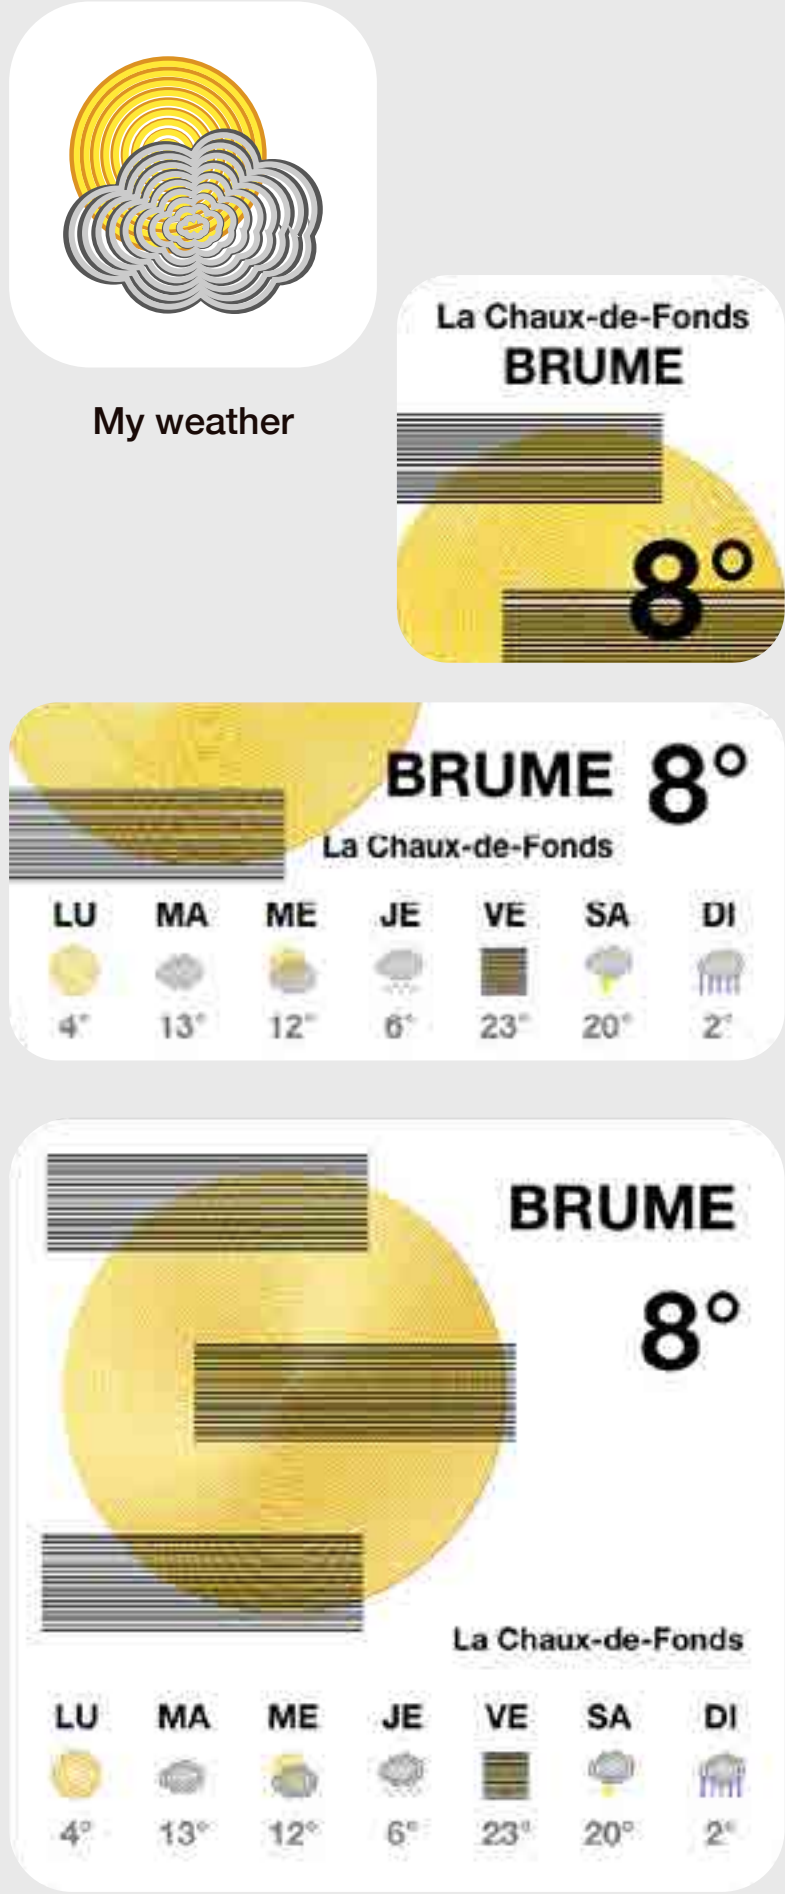 My weather
La Chaux-de-Fonds
BRUME
8°
BRUME 8°
La Chaux-de-Fonds
LU MA ME JE VE SA DI
4° 13° 12° 6° 23° 20° 2°
BRUME
8°
La Chaux-de-Fonds
LU MA ME JE VE SA DI
4° 13° 12° 6° 23° 20° 2°